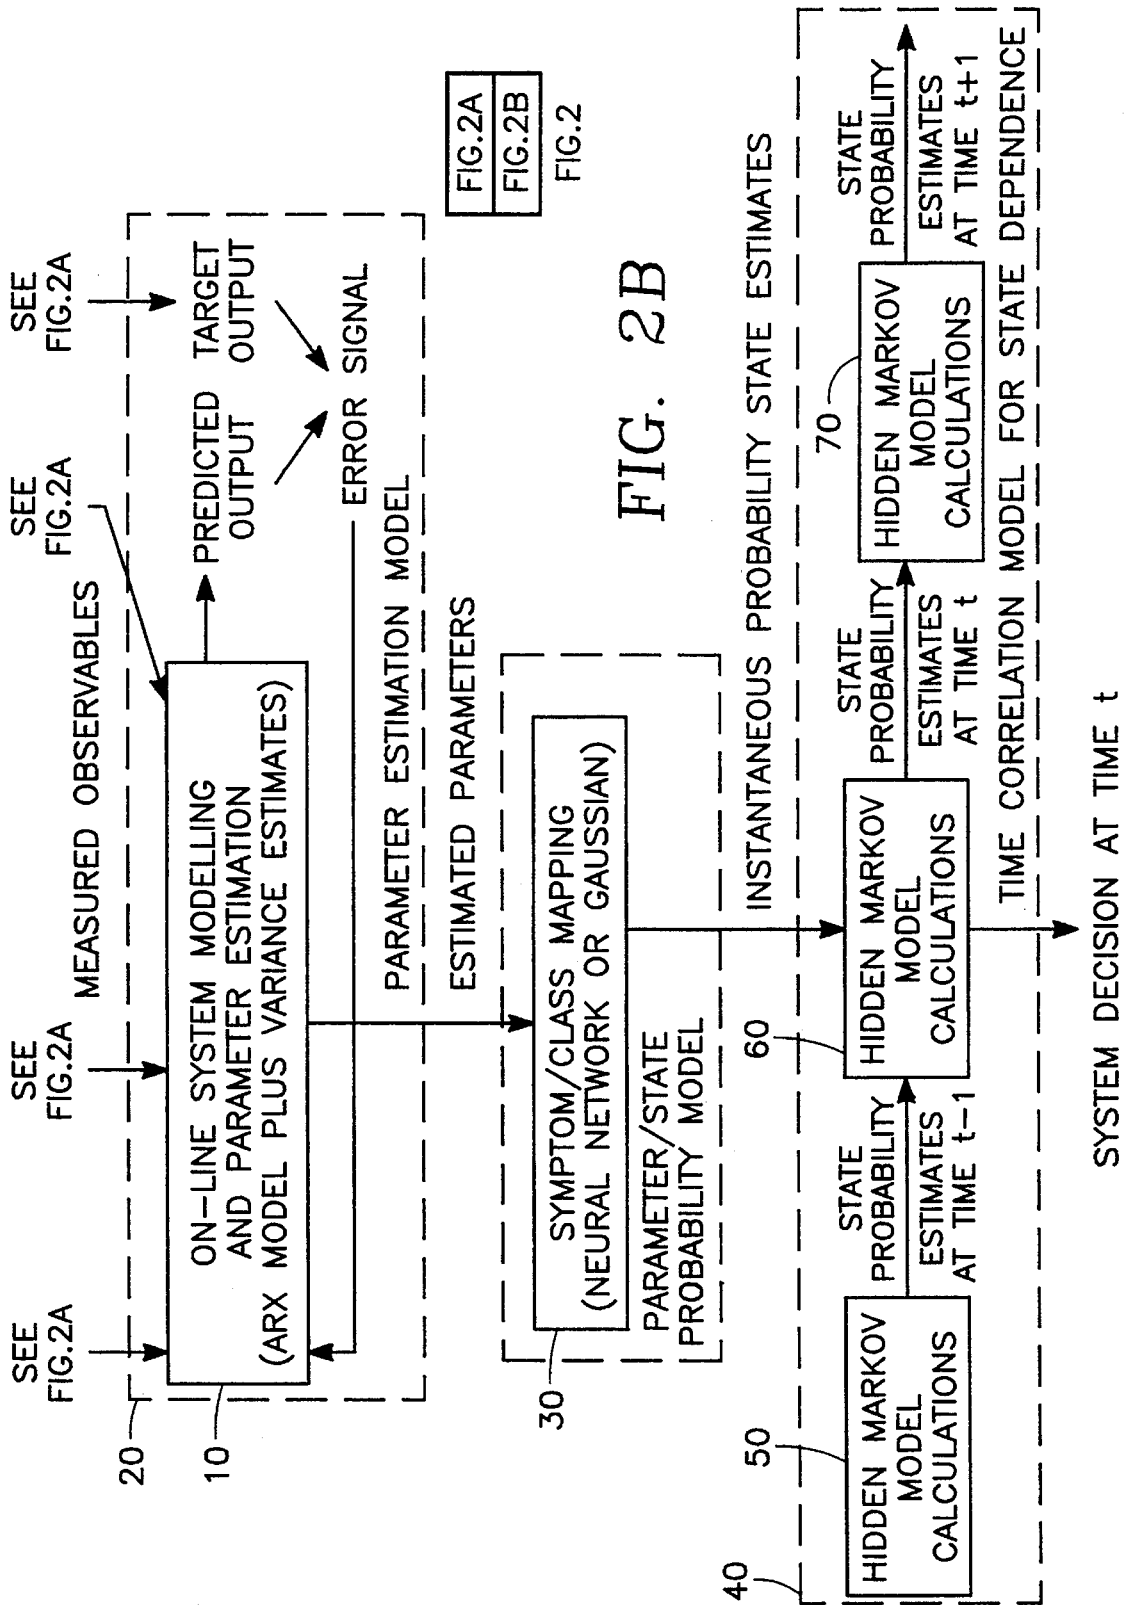 SEE
FIG.2A
SEE
FIG.2A
SEE
FIG.2A
SEE
FIG.2A
MEASURED OBSERVABLES
20
10
ON-LINE SYSTEM MODELLING
AND PARAMETER ESTIMATION
(ARX MODEL PLUS VARIANCE ESTIMATES)
PREDICTED
OUTPUT
TARGET
OUTPUT
ERROR SIGNAL
PARAMETER ESTIMATION MODEL
ESTIMATED PARAMETERS
FIG.2A
FIG.2B
FIG.2
30
SYMPTOM/CLASS MAPPING
(NEURAL NETWORK OR GAUSSIAN)
PARAMETER/STATE
PROBABILITY MODEL
FIG. 2B
INSTANTANEOUS PROBABILITY STATE ESTIMATES
40
50
HIDDEN MARKOV
MODEL
CALCULATIONS
STATE
PROBABILITY
ESTIMATES
AT TIME t-1
60
HIDDEN MARKOV
MODEL
CALCULATIONS
STATE
PROBABILITY
ESTIMATES
AT TIME t
70
HIDDEN MARKOV
MODEL
CALCULATIONS
STATE
PROBABILITY
ESTIMATES
AT TIME t+1
TIME CORRELATION MODEL FOR STATE DEPENDENCE
SYSTEM DECISION AT TIME t